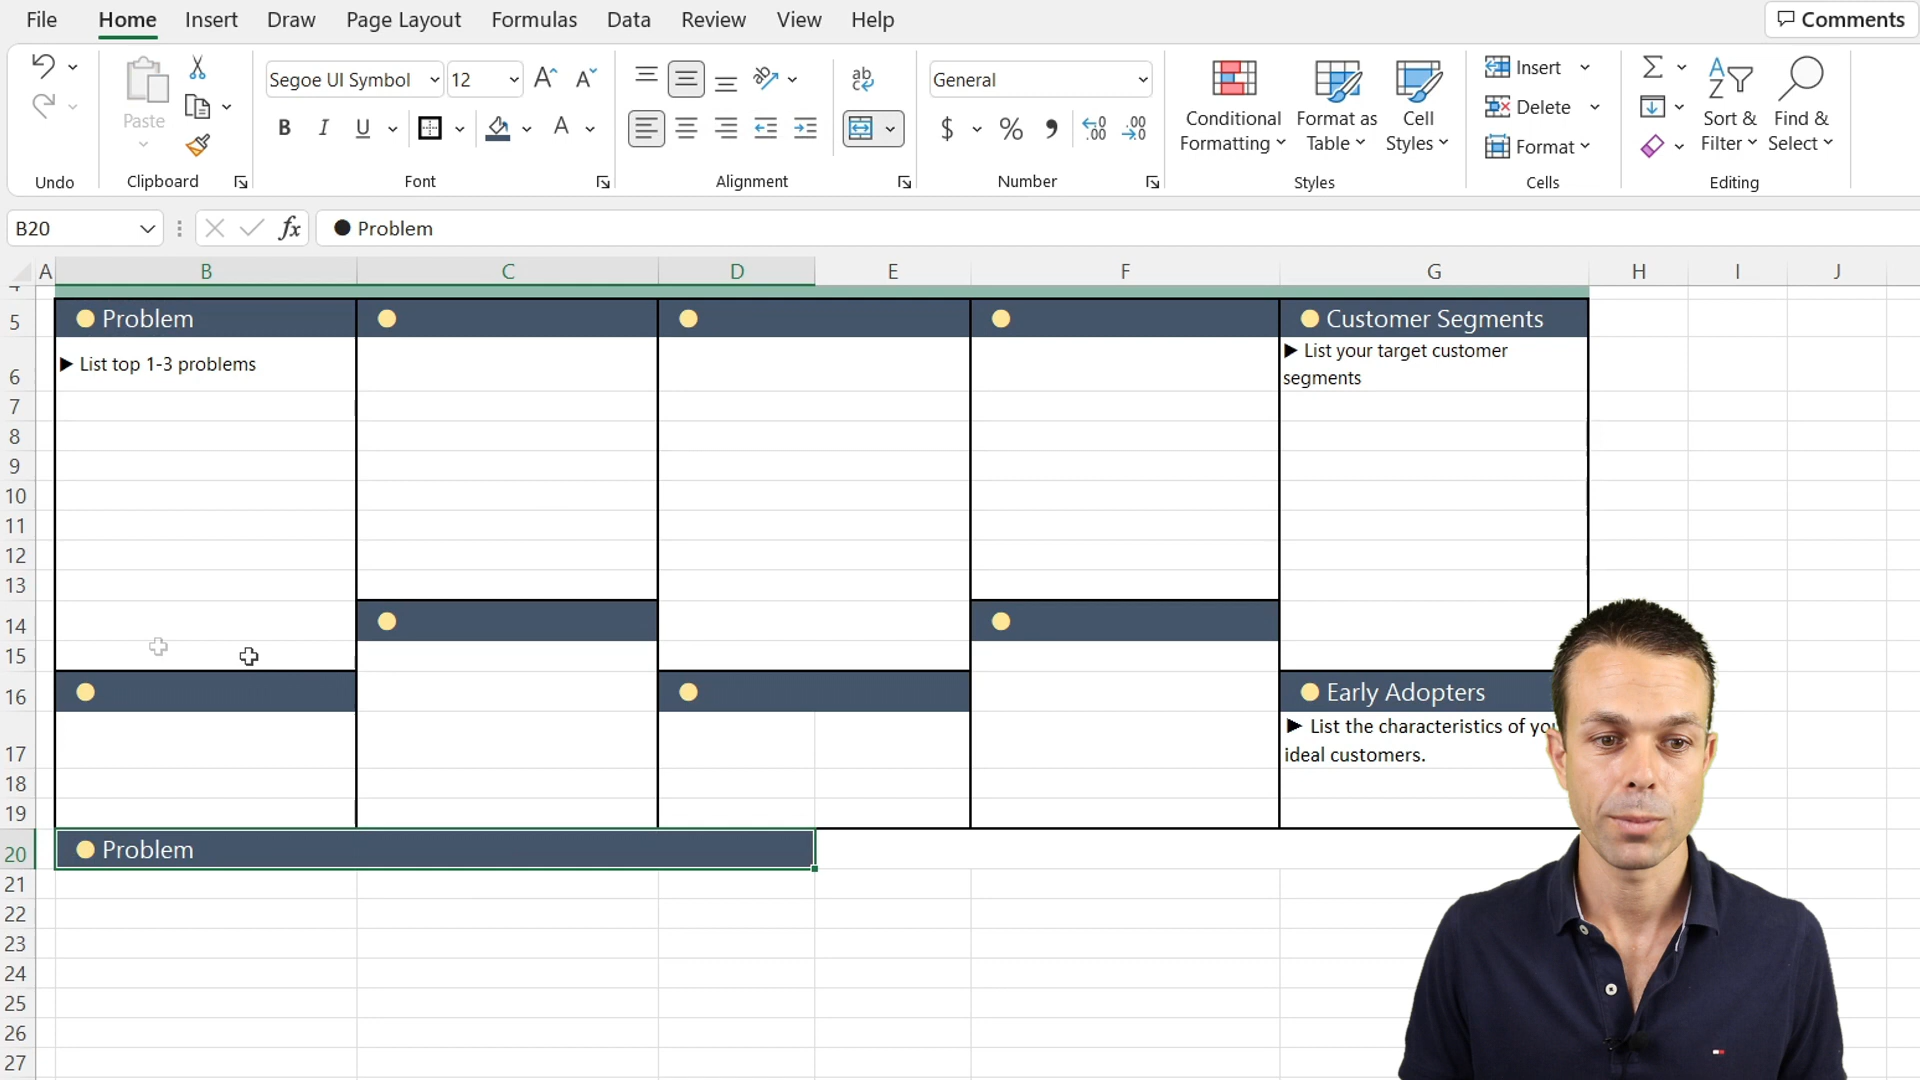 File Home Insert Draw Page Layout Formulas Data Review View Help Comments
Paste
Segoe UI Symbol 12
B I U A
ab
General
$ % ,
Conditional Formatting
Format as Table
Cell Styles
Insert
Delete
Format
Sort & Filter
Find & Select
Undo Clipboard Font Alignment Number Styles Cells Editing
B20 fx ● Problem
A B C D E F G H I J
4
5 Problem Customer Segments
6 ▶ List top 1-3 problems
▶ List your target customer
segments
7
8
9
10
11
12
13
14
15
16 Early Adopters
17 ▶ List the characteristics of
ideal customers.
18
19
20 Problem
21
22
23
24
25
26
27